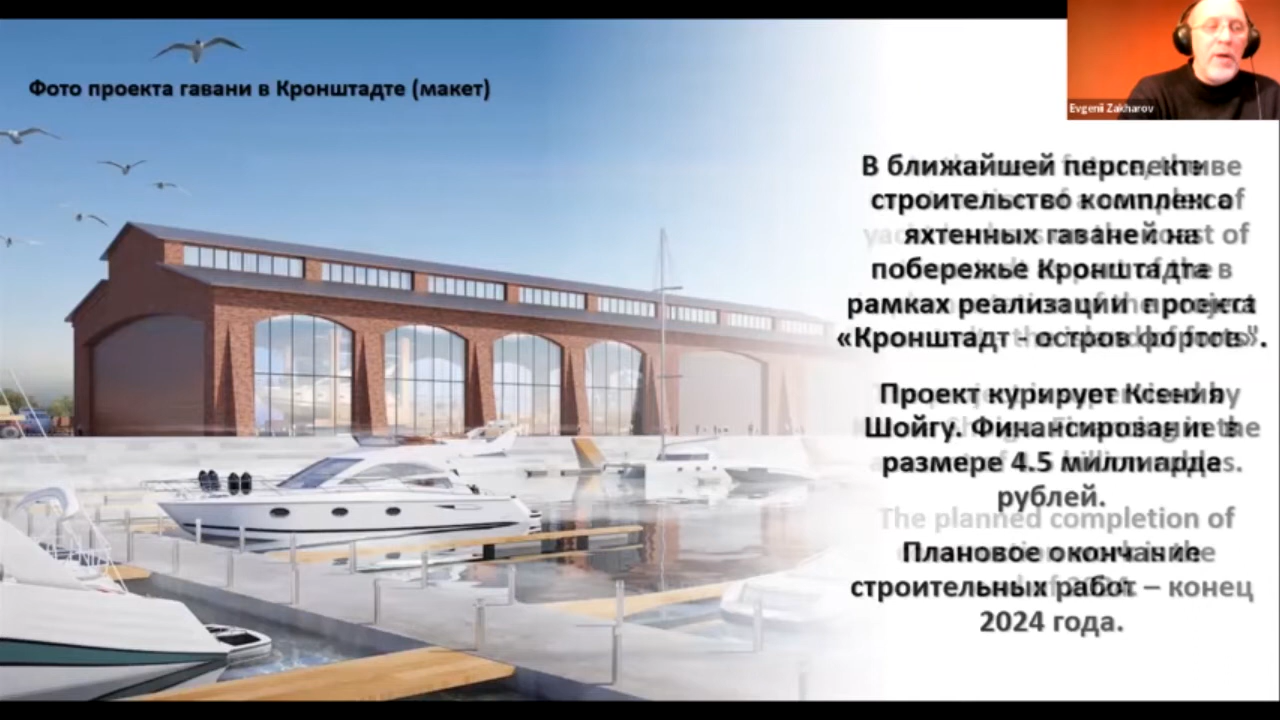 Фото проекта гавани в Кронштадте (макет)
Evgenii Zakharov
В ближайшей перспективе
строительство комплекса
яхтенных гаваней на
побережье Кронштадта в
рамках реализации проекта
«Кронштадт - остров фортов».
Проект курирует Ксения
Шойгу. Финансирование в
размере 4.5 миллиарда
рублей.
The planned completion of
Плановое окончание
строительных работ – конец
2024 года.